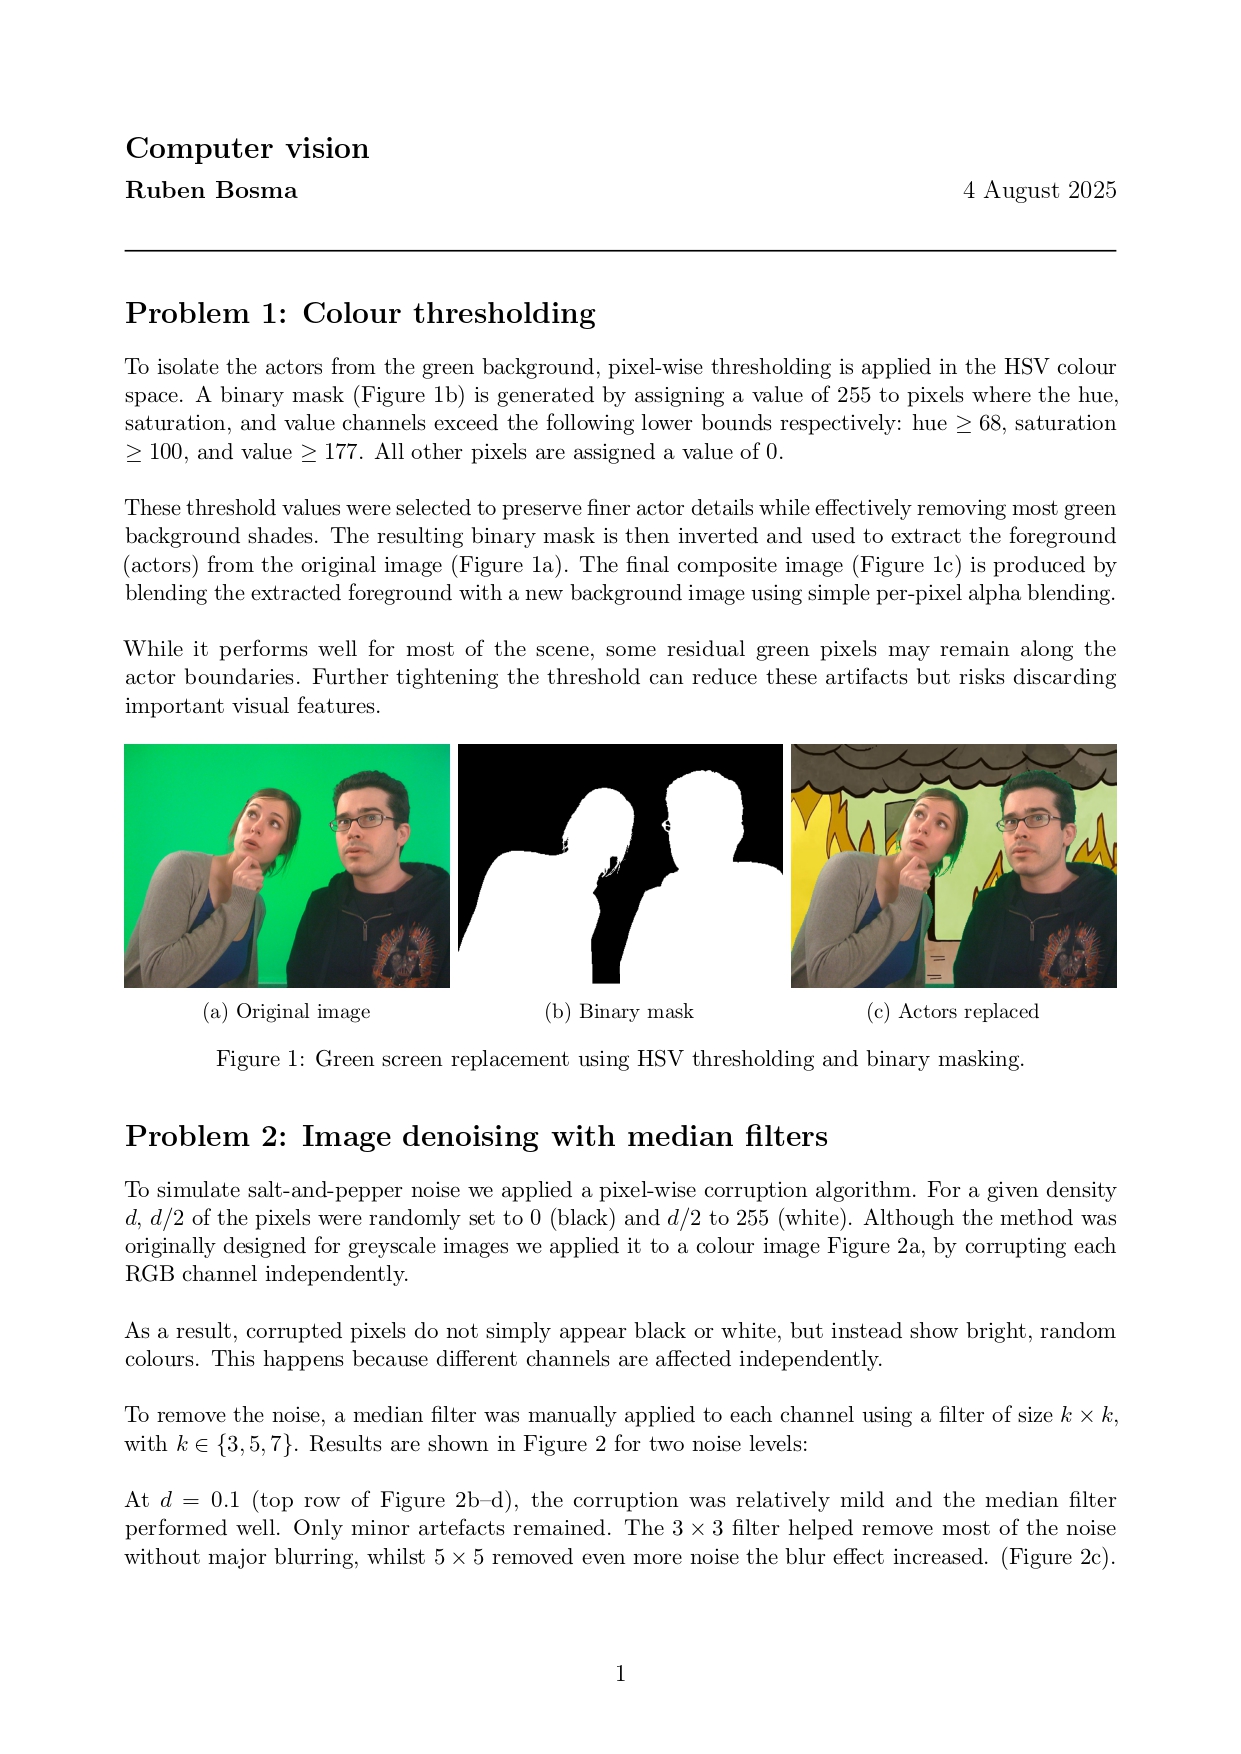 Computer vision
Ruben Bosma 4 August 2025
Problem 1: Colour thresholding
To isolate the actors from the green background, pixel-wise thresholding is applied in the HSV colour
space. A binary mask (Figure 1b) is generated by assigning a value of 255 to pixels where the hue,
saturation, and value channels exceed the following lower bounds respectively: hue ≥ 68, saturation
≥ 100, and value ≥ 177. All other pixels are assigned a value of 0.
These threshold values were selected to preserve finer actor details while effectively removing most green
background shades. The resulting binary mask is then inverted and used to extract the foreground
(actors) from the original image (Figure 1a). The final composite image (Figure 1c) is produced by
blending the extracted foreground with a new background image using simple per-pixel alpha blending.
While it performs well for most of the scene, some residual green pixels may remain along the
actor boundaries. Further tightening the threshold can reduce these artifacts but risks discarding
important visual features.
(a) Original image
(b) Binary mask
(c) Actors replaced
Figure 1: Green screen replacement using HSV thresholding and binary masking.
Problem 2: Image denoising with median filters
To simulate salt-and-pepper noise we applied a pixel-wise corruption algorithm. For a given density
d, d/2 of the pixels were randomly set to 0 (black) and d/2 to 255 (white). Although the method was
originally designed for greyscale images we applied it to a colour image Figure 2a, by corrupting each
RGB channel independently.
As a result, corrupted pixels do not simply appear black or white, but instead show bright, random
colours. This happens because different channels are affected independently.
To remove the noise, a median filter was manually applied to each channel using a filter of size k × k,
with k ∈ {3, 5, 7}. Results are shown in Figure 2 for two noise levels:
At d = 0.1 (top row of Figure 2b–d), the corruption was relatively mild and the median filter
performed well. Only minor artefacts remained. The 3 × 3 filter helped remove most of the noise
without major blurring, whilst 5 × 5 removed even more noise the blur effect increased. (Figure 2c).
1